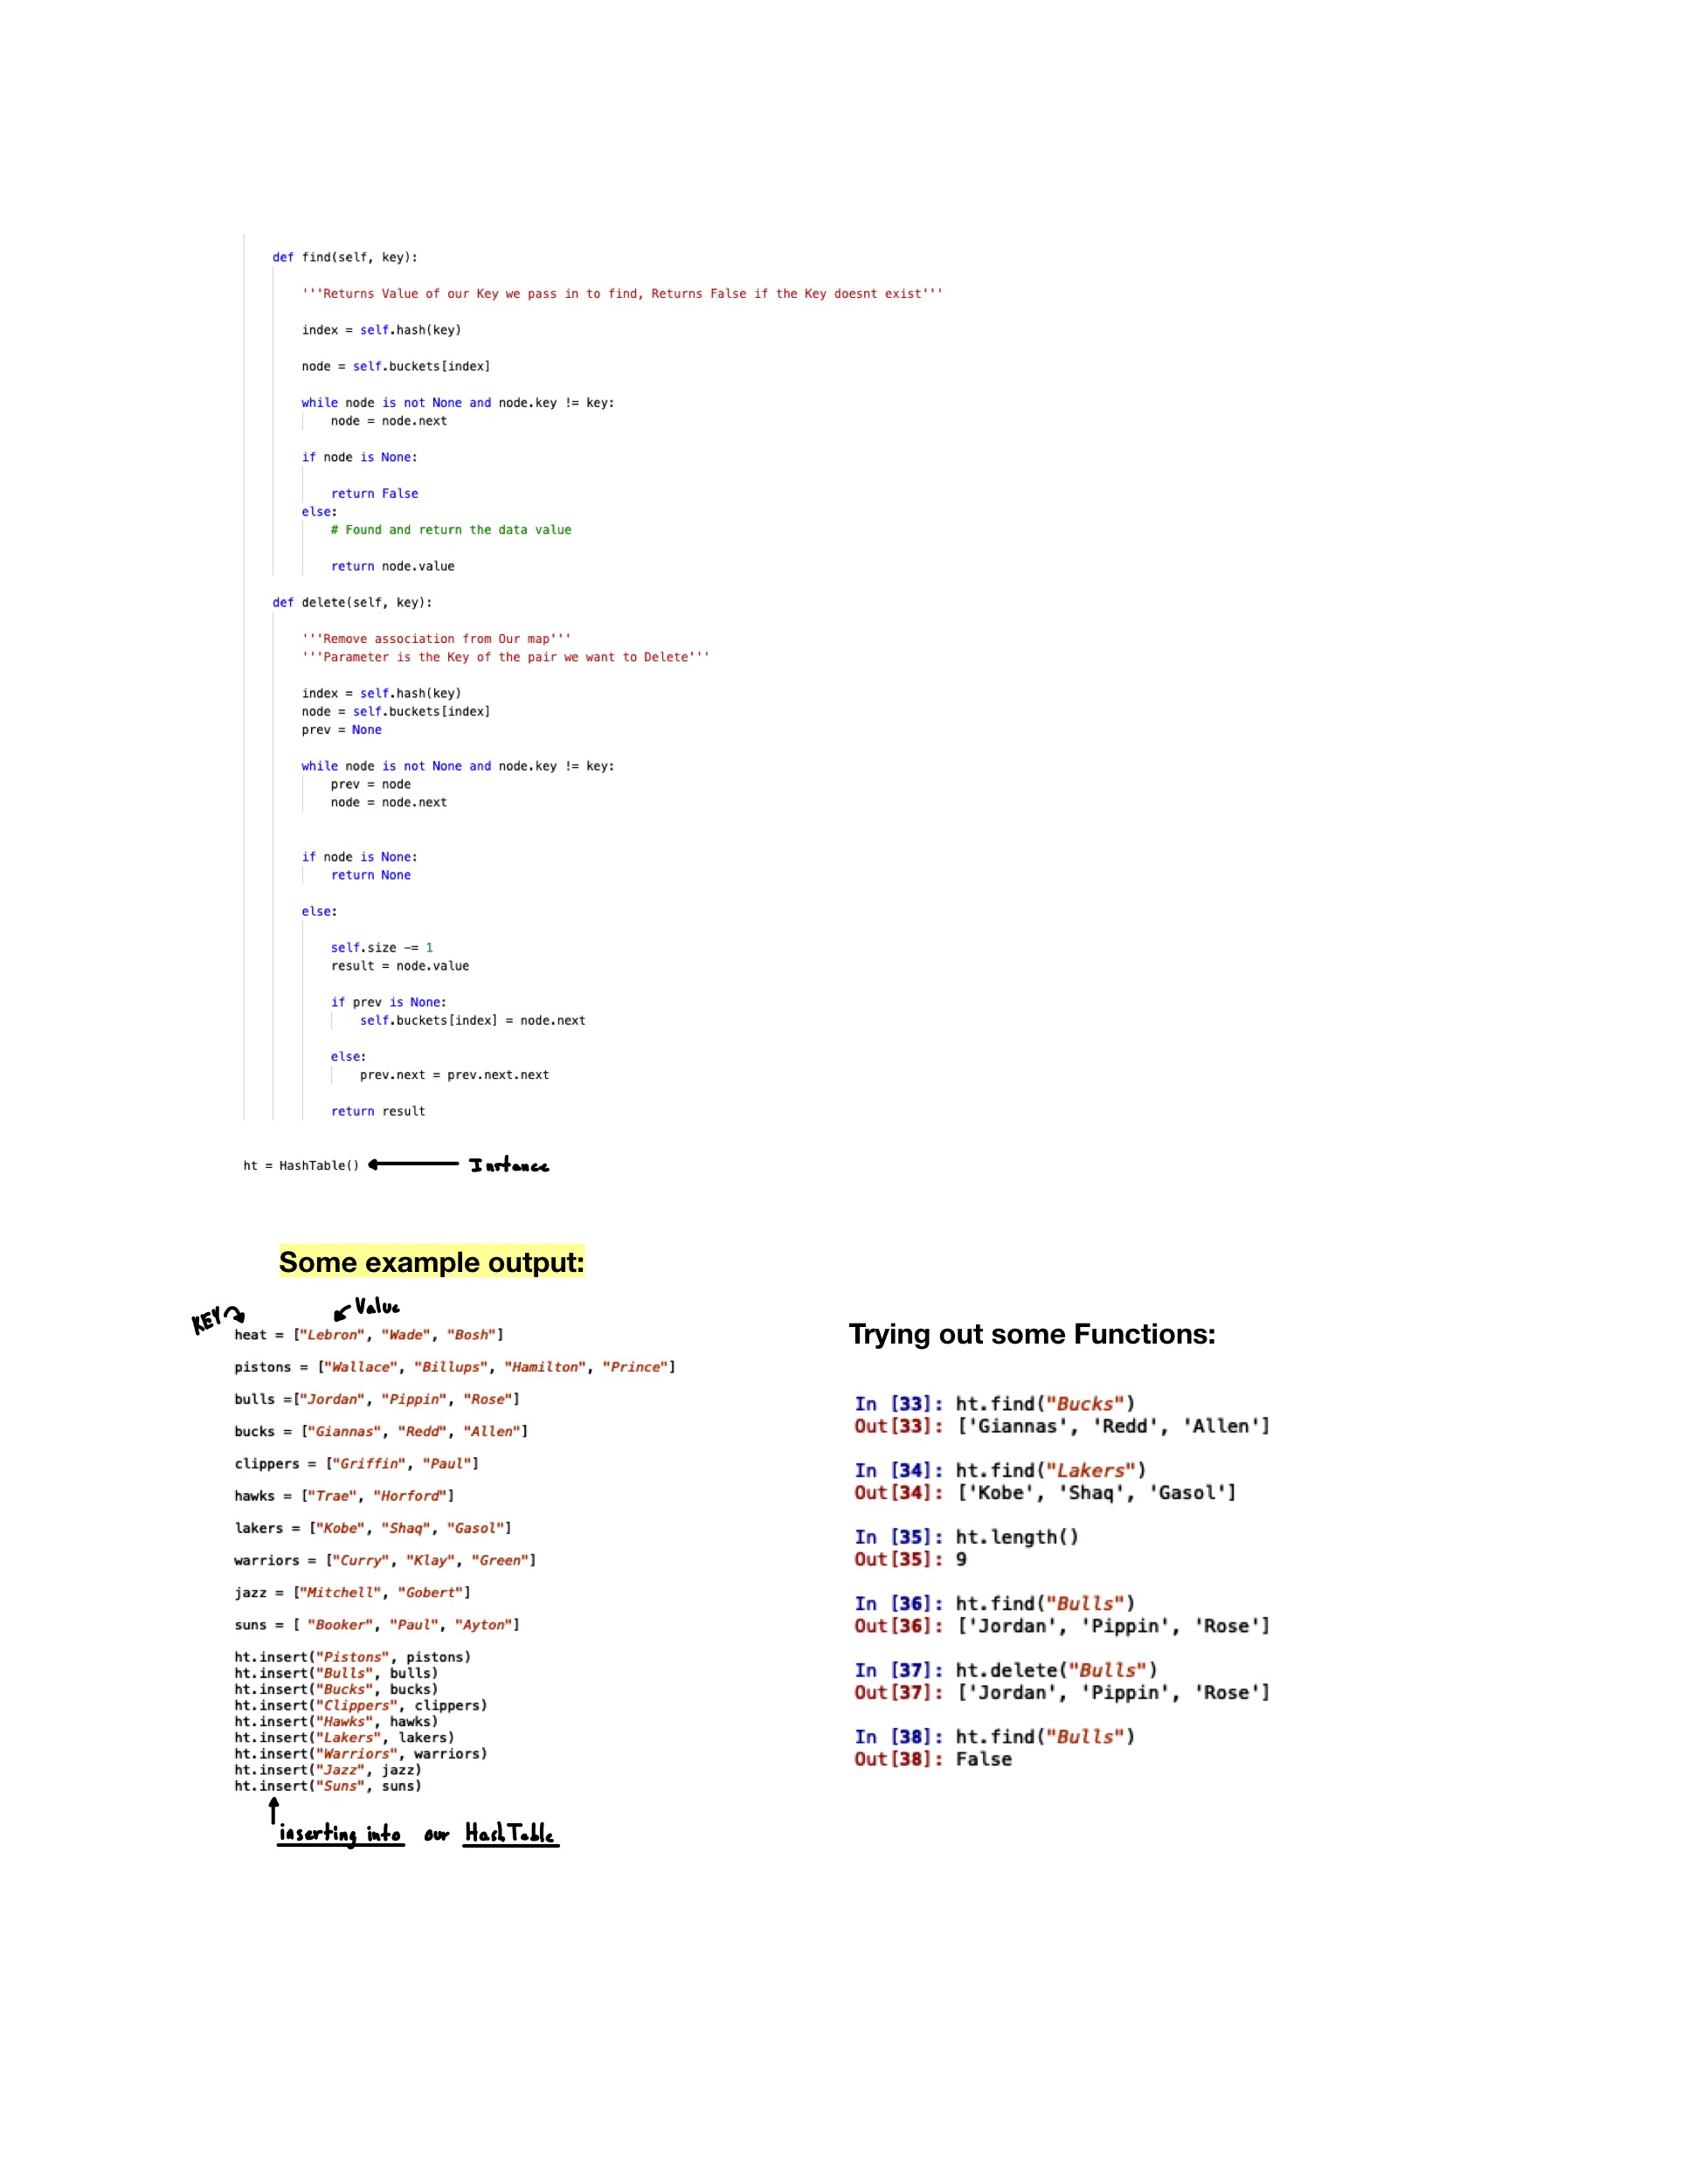 def find(self, key):
'''Returns Value of our Key we pass in to find, Returns False if the Key doesnt exist'''
index = self.hash(key)
node = self.buckets[index]
while node is not None and node.key != key:
node = node.next
if node is None:
return False
else:
# Found and return the data value
return node.value
def delete(self, key):
'''Remove association from Our map'''
'''Parameter is the Key of the pair we want to Delete'''
index = self.hash(key)
node = self.buckets[index]
prev = None
while node is not None and node.key != key:
prev = node
node = node.next
if node is None:
return None
else:
self.size -= 1
result = node.value
if prev is None:
self.buckets[index] = node.next
else:
prev.next = prev.next.next
return result
ht = HashTable() Instance
Some example output:
KEY Value
heat = ["Lebron", "Wade", "Bosh"]
pistons = ["Wallace", "Billups", "Hamilton", "Prince"]
bulls =["Jordan", "Pippin", "Rose"]
bucks = ["Giannas", "Redd", "Allen"]
clippers = ["Griffin", "Paul"]
hawks = ["Trae", "Horford"]
lakers = ["Kobe", "Shaq", "Gasol"]
warriors = ["Curry", "Klay", "Green"]
jazz = ["Mitchell", "Gobert"]
suns = [ "Booker", "Paul", "Ayton"]
ht.insert("Pistons", pistons)
ht.insert("Bulls", bulls)
ht.insert("Bucks", bucks)
ht.insert("Clippers", clippers)
ht.insert("Hawks", hawks)
ht.insert("Lakers", lakers)
ht.insert("Warriors", warriors)
ht.insert("Jazz", jazz)
ht.insert("Suns", suns)
inserting into our HashTable
Trying out some Functions:
In [33]: ht.find("Bucks")
Out[33]: ['Giannas', 'Redd', 'Allen']
In [34]: ht.find("Lakers")
Out[34]: ['Kobe', 'Shaq', 'Gasol']
In [35]: ht.length()
Out[35]: 9
In [36]: ht.find("Bulls")
Out[36]: ['Jordan', 'Pippin', 'Rose']
In [37]: ht.delete("Bulls")
Out[37]: ['Jordan', 'Pippin', 'Rose']
In [38]: ht.find("Bulls")
Out[38]: False